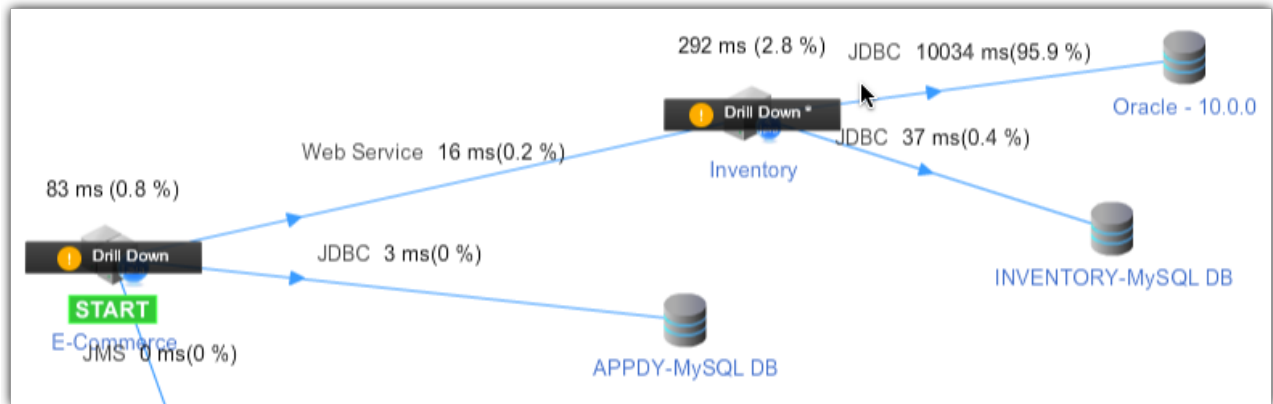 292 ms (2.8 %)
JDBC 10034 ms(95.9 %)
Oracle - 10.0.0
! Drill Down *
JDBC 37 ms(0.4 %)
Inventory
Web Service 16 ms(0.2 %)
83 ms (0.8 %)
! Drill Down
JDBC 3 ms(0 %)
INVENTORY-MySQL DB
START
E-Commerce
JMS 0 ms(0 %)
APPDY-MySQL DB